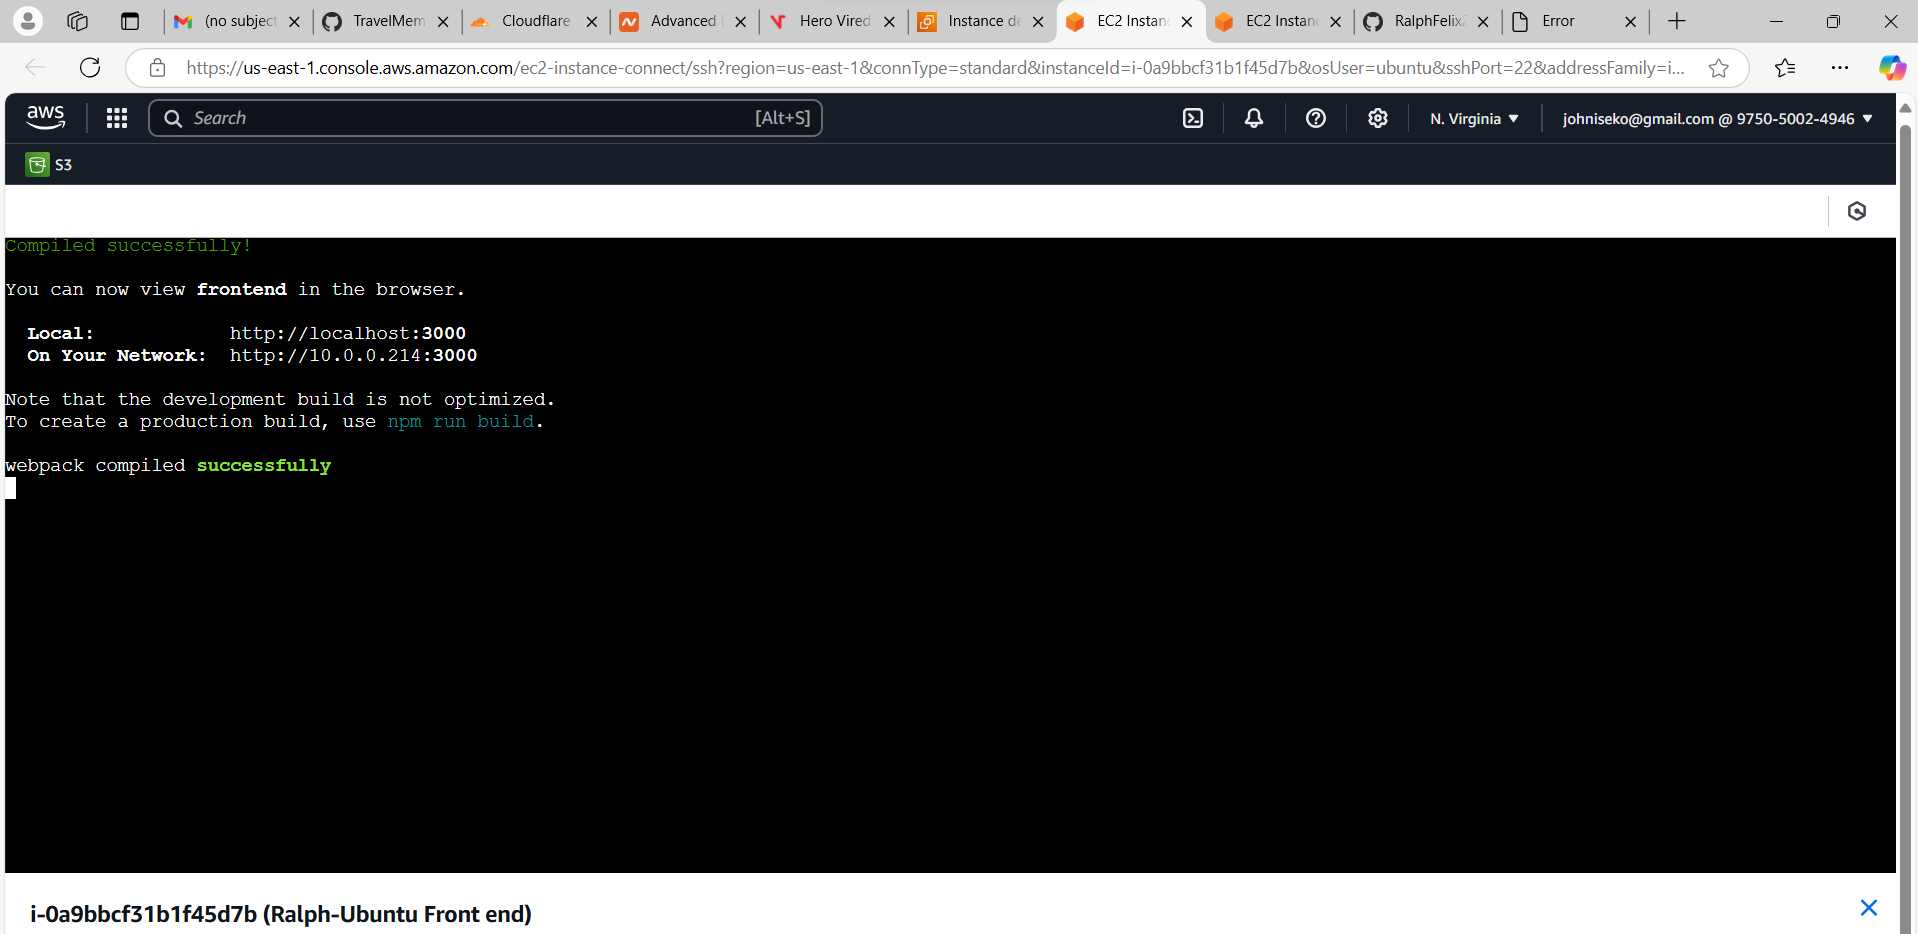 (no subject
TravelMem
Cloudflare
Advanced
Hero Vired
Instance de
EC2 Instan
EC2 Instan
RalphFelix2
Error
https://us-east-1.console.aws.amazon.com/ec2-instance-connect/ssh?region=us-east-1&connType=standard&instanceId=i-0a9bbcf31b1f45d7b&osUser=ubuntu&sshPort=22&addressFamily=i...
aws
Search
[Alt+S]
N. Virginia
johniseko@gmail.com @ 9750-5002-4946
S3
Compiled successfully!
You can now view frontend in the browser.
Local: http://localhost:3000
On Your Network: http://10.0.0.214:3000
Note that the development build is not optimized.
To create a production build, use npm run build.
webpack compiled successfully
i-0a9bbcf31b1f45d7b (Ralph-Ubuntu Front end)